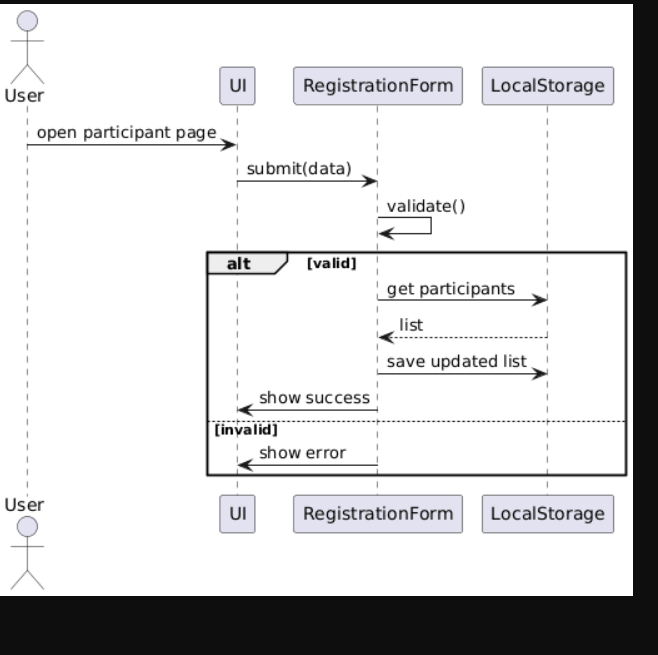 User
UI
RegistrationForm
LocalStorage
open participant page
submit(data)
validate()
alt
[valid]
get participants
list
save updated list
show success
[invalid]
show error
User
UI
RegistrationForm
LocalStorage